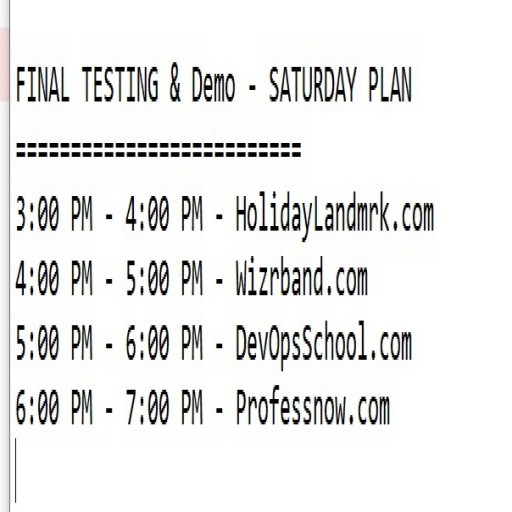 FINAL TESTING & Demo - SATURDAY PLAN
==========================
3:00 PM - 4:00 PM - HolidayLandmrk.com
4:00 PM - 5:00 PM - Wizrband.com
5:00 PM - 6:00 PM - DevOpsSchool.com
6:00 PM - 7:00 PM - Professnow.com